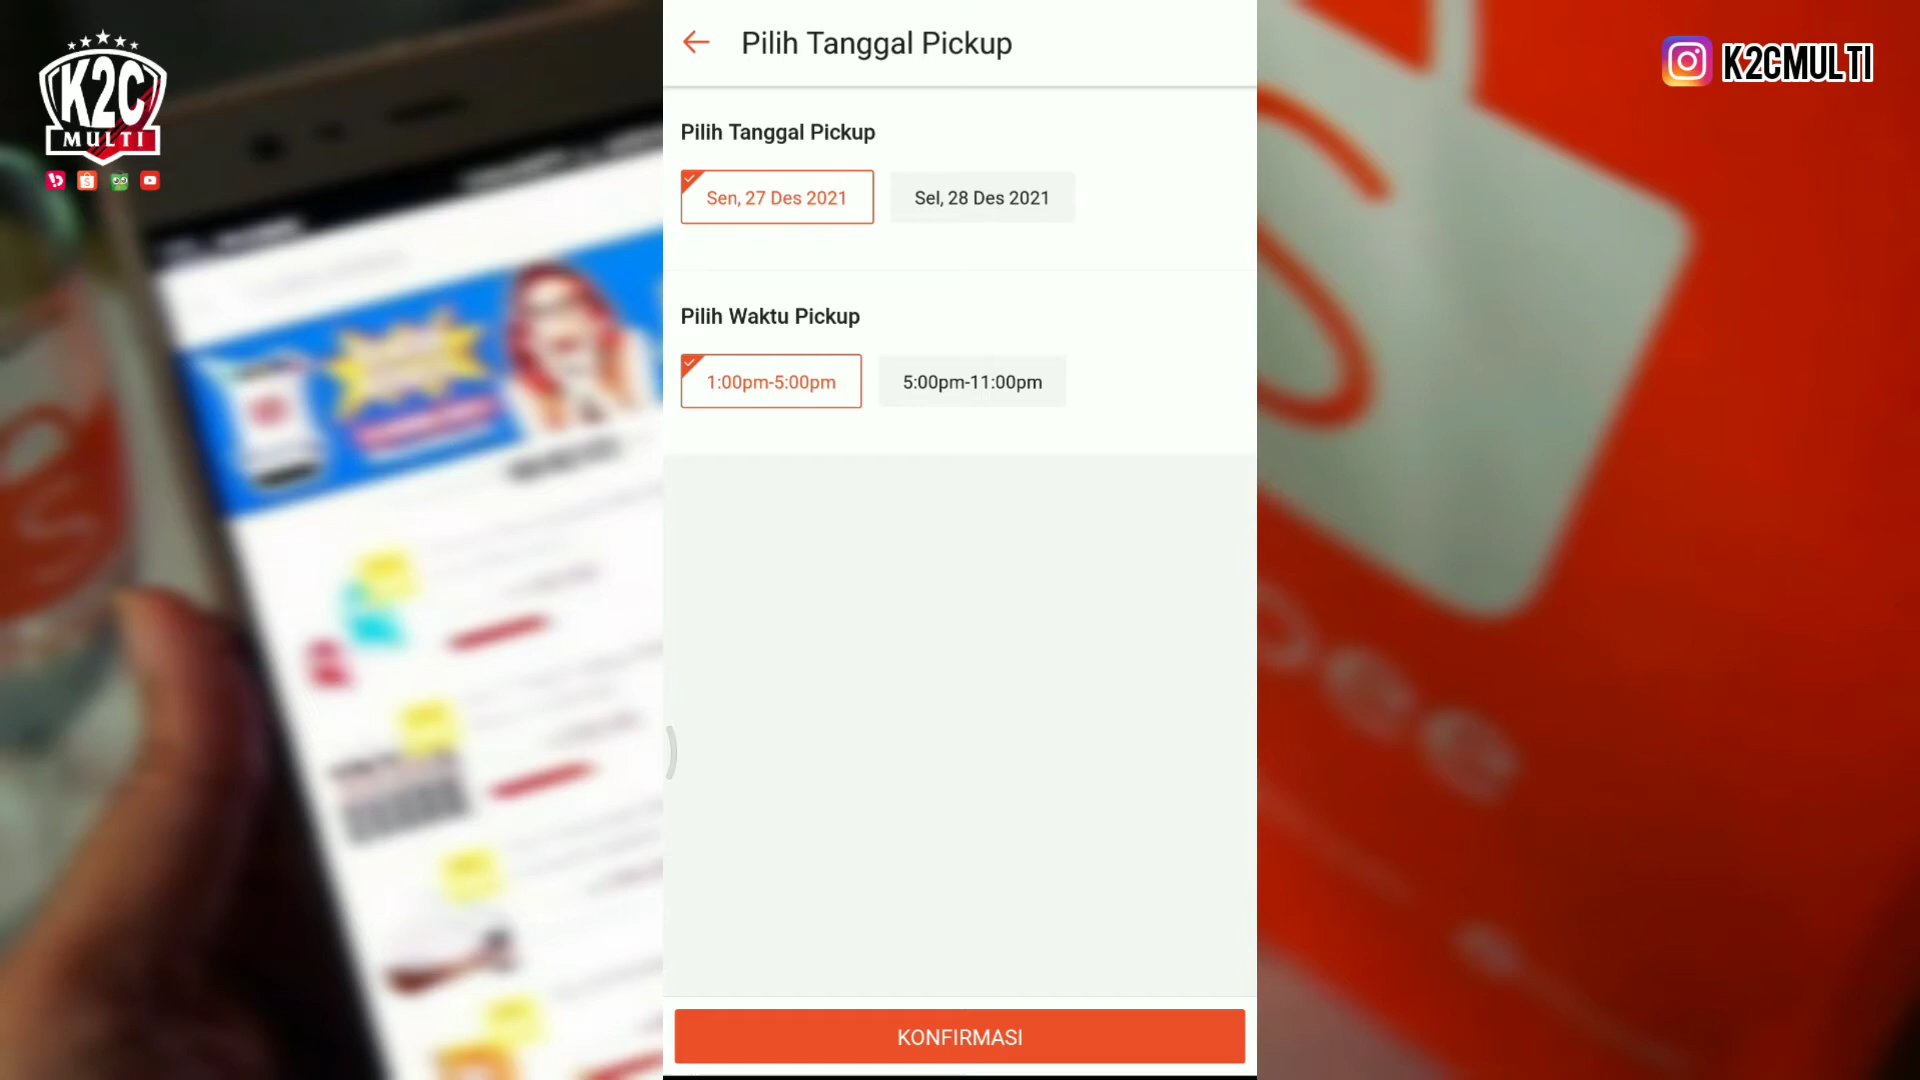 K2C
MULTI
K2CMULTI
Pilih Tanggal Pickup
Pilih Tanggal Pickup
Sen, 27 Des 2021
Sel, 28 Des 2021
Pilih Waktu Pickup
1:00pm-5:00pm
5:00pm-11:00pm
KONFIRMASI